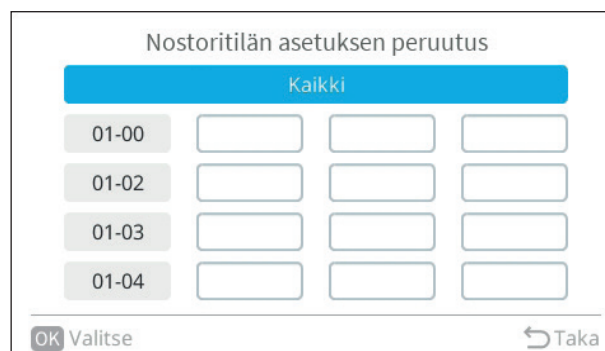 Nostoritilän asetuksen peruutus
Kaikki
01-00
01-02
01-03
01-04
OK Valitse
Taka